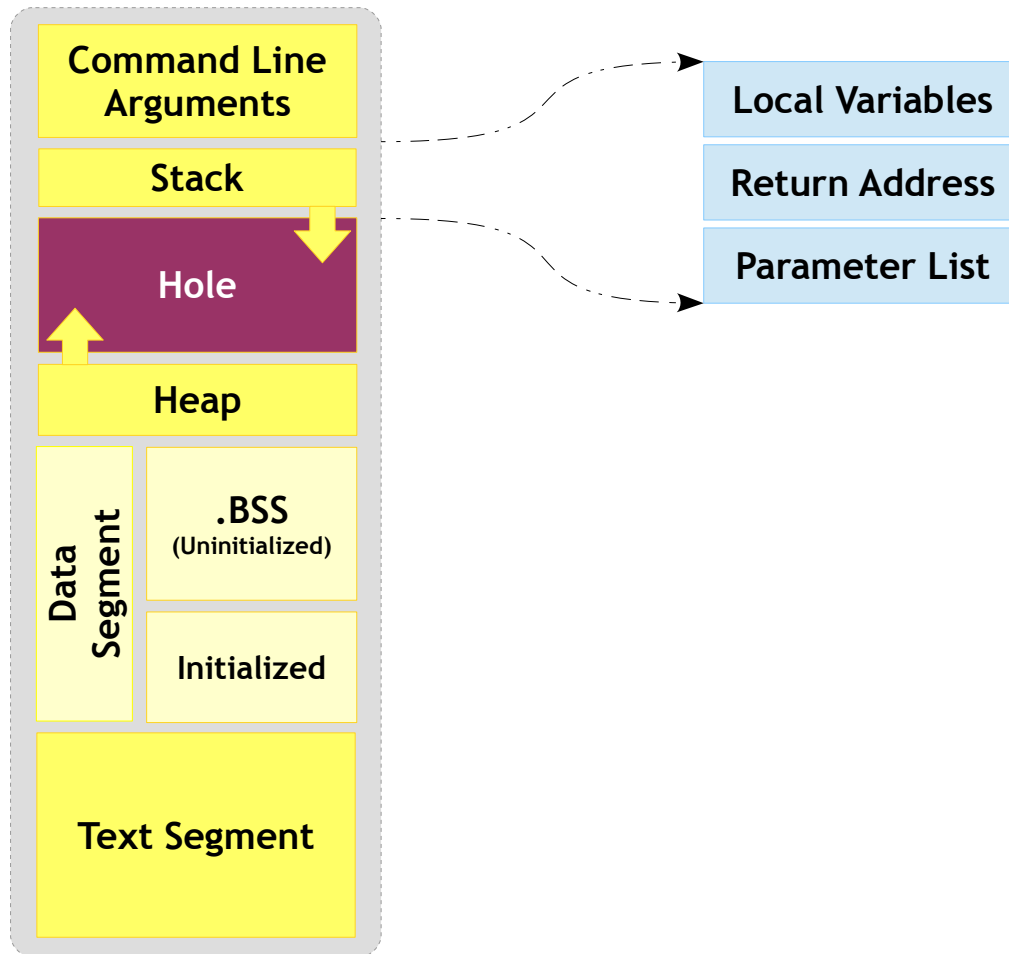 Command Line
Arguments
Stack
Hole
Heap
Data
Segment
.BSS
(Uninitialized)
Initialized
Text Segment
Local Variables
Return Address
Parameter List